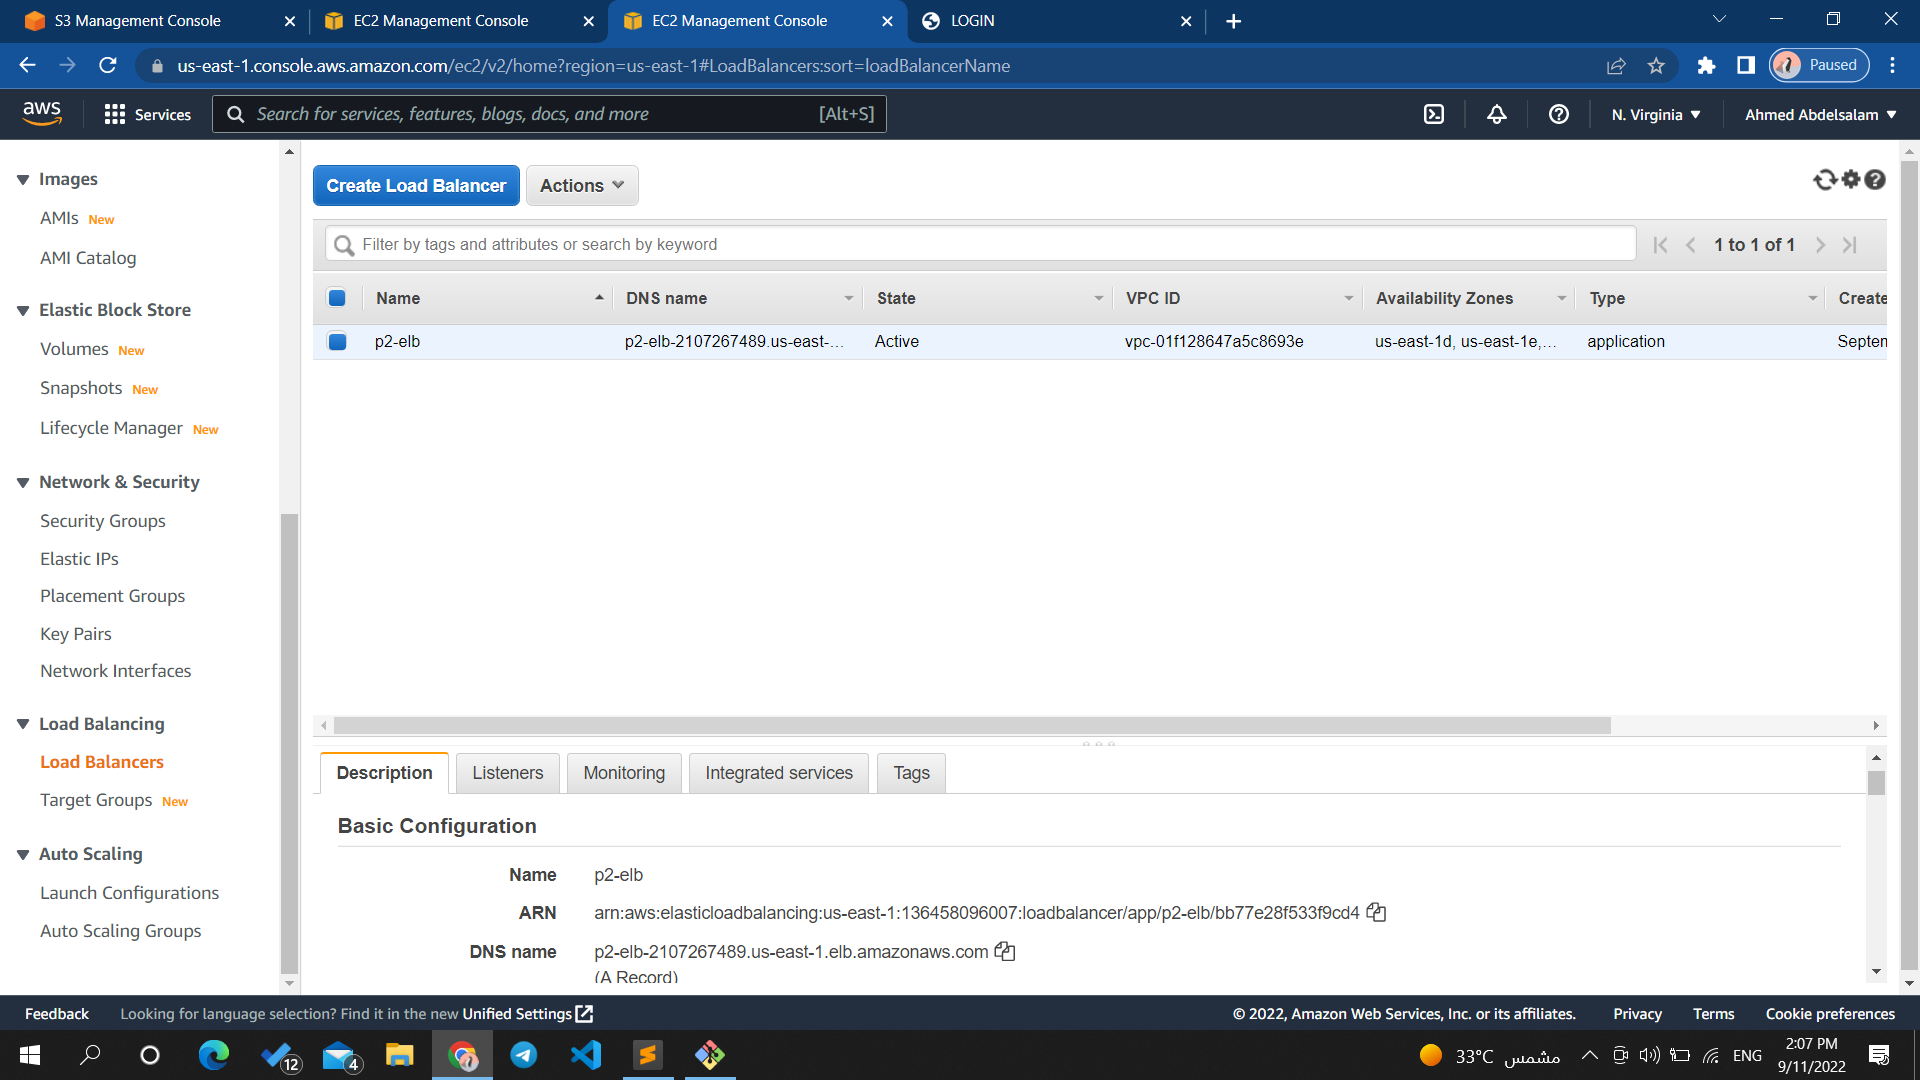 S3 Management Console
EC2 Management Console
EC2 Management Console
LOGIN
us-east-1.console.aws.amazon.com/ec2/v2/home?region=us-east-1#LoadBalancers:sort=loadBalancerName
Paused
aws
Services
Search for services, features, blogs, docs, and more
[Alt+S]
N. Virginia
Ahmed Abdelsalam
Images
AMIs New
AMI Catalog
Elastic Block Store
Volumes New
Snapshots New
Lifecycle Manager New
Network & Security
Security Groups
Elastic IPs
Placement Groups
Key Pairs
Network Interfaces
Load Balancing
Load Balancers
Target Groups New
Auto Scaling
Launch Configurations
Auto Scaling Groups
Create Load Balancer
Actions
Filter by tags and attributes or search by keyword
1 to 1 of 1
Name DNS name State VPC ID Availability Zones Type Create
p2-elb p2-elb-2107267489.us-east-... Active vpc-01f128647a5c8693e us-east-1d, us-east-1e,... application Septem
Description
Listeners
Monitoring
Integrated services
Tags
Basic Configuration
Name p2-elb
ARN arn:aws:elasticloadbalancing:us-east-1:136458096007:loadbalancer/app/p2-elb/bb77e28f533f9cd4
DNS name p2-elb-2107267489.us-east-1.elb.amazonaws.com
(A Record)
Feedback
Looking for language selection? Find it in the new Unified Settings
© 2022, Amazon Web Services, Inc. or its affiliates.
Privacy
Terms
Cookie preferences
12
4
33°C مشمس
ENG
2:07 PM
9/11/2022